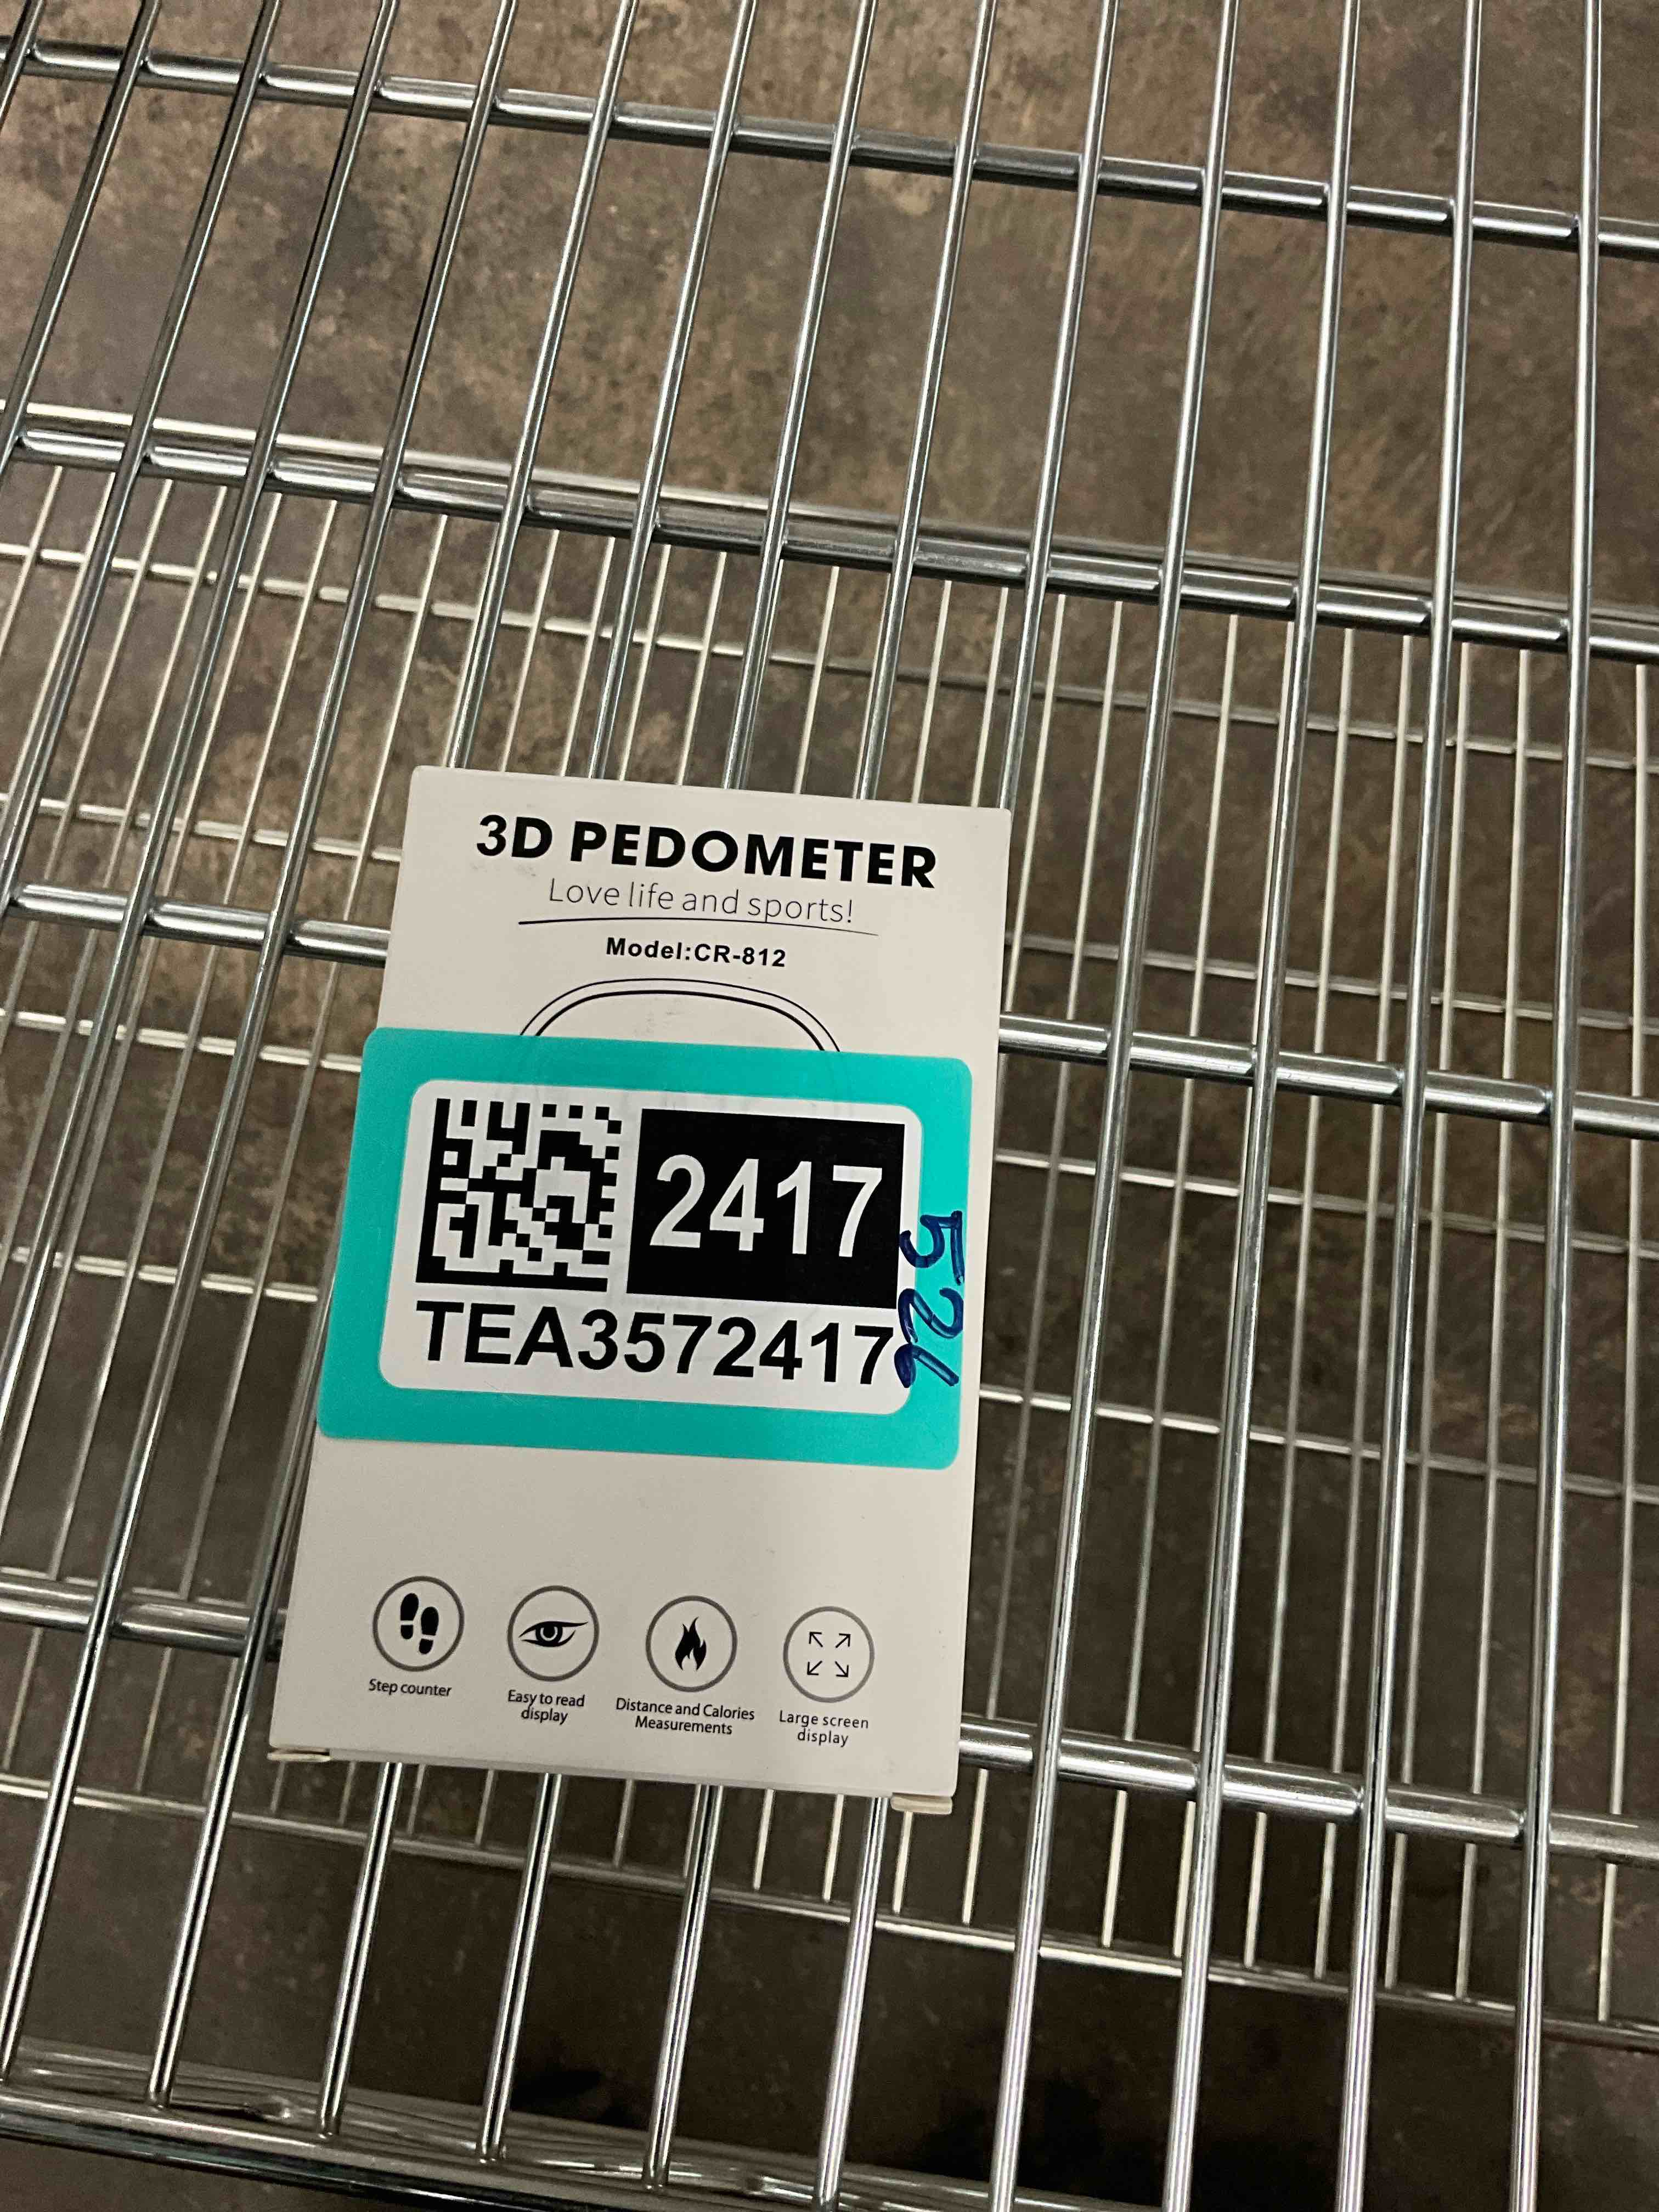 3D PEDOMETER
Love life and sports!
Model:CR-812
2417
TEA3572417
526
Step counter
Easy to read
display
Distance and Calories
Measurements
Large screen
display